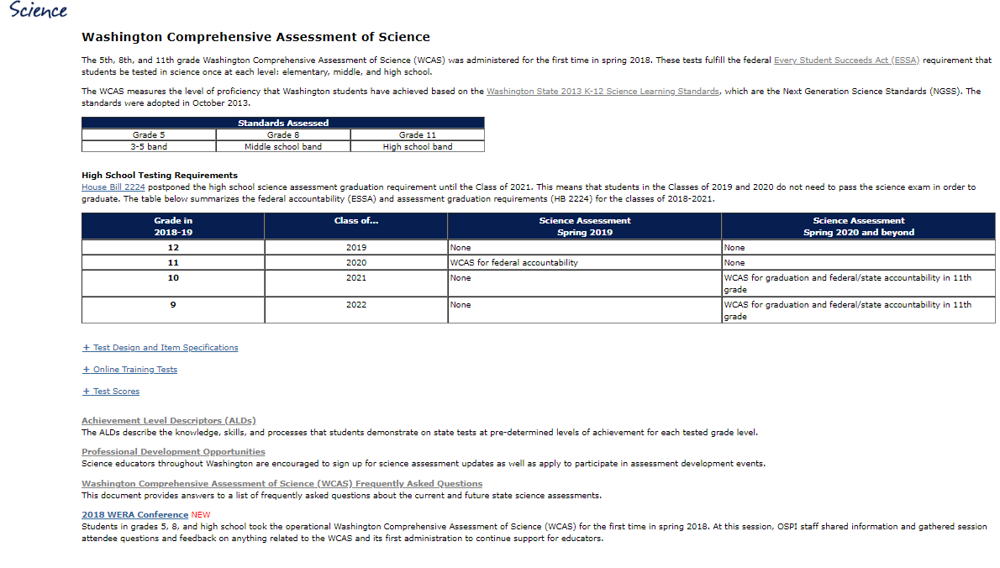 Science
Washington Comprehensive Assessment of Science
The 5th, 8th, and 11th grade Washington Comprehensive Assessment of Science (WCAS) was administered for the first time in spring 2018. These tests fulfill the federal Every Student Succeeds Act (ESSA) requirement that
students be tested in science once at each level: elementary, middle, and high school.
The WCAS measures the level of proficiency that Washington students have achieved based on the Washington State 2013 K-12 Science Learning Standards, which are the Next Generation Science Standards (NGSS). The
standards were adopted in October 2013.
Standards Assessed
Grade 5 Grade 8 Grade 11
3-5 band Middle school band High school band
High School Testing Requirements
House Bill 2224 postponed the high school science assessment graduation requirement until the Class of 2021. This means that students in the Classes of 2019 and 2020 do not need to pass the science exam in order to
graduate. The table below summarizes the federal accountability (ESSA) and assessment graduation requirements (HB 2224) for the classes of 2018-2021.
Grade in Class of... Science Assessment Science Assessment
2018-19 Spring 2019 Spring 2020 and beyond
12 2019 None None
11 2020 WCAS for federal accountability None
10 2021 None WCAS for graduation and federal/state accountability in 11th
grade
9 2022 None WCAS for graduation and federal/state accountability in 11th
grade
+ Test Design and Item Specifications
+ Online Training Tests
+ Test Scores
Achievement Level Descriptors (ALDs)
The ALDs describe the knowledge, skills, and processes that students demonstrate on state tests at pre-determined levels of achievement for each tested grade level.
Professional Development Opportunities
Science educators throughout Washington are encouraged to sign up for science assessment updates as well as apply to participate in assessment development events.
Washington Comprehensive Assessment of Science (WCAS) Frequently Asked Questions
This document provides answers to a list of frequently asked questions about the current and future state science assessments.
2018 WERA Conference NEW
Students in grades 5, 8, and high school took the operational Washington Comprehensive Assessment of Science (WCAS) for the first time in spring 2018. At this session, OSPI staff shared information and gathered session
attendee questions and feedback on anything related to the WCAS and its first administration to continue support for educators.